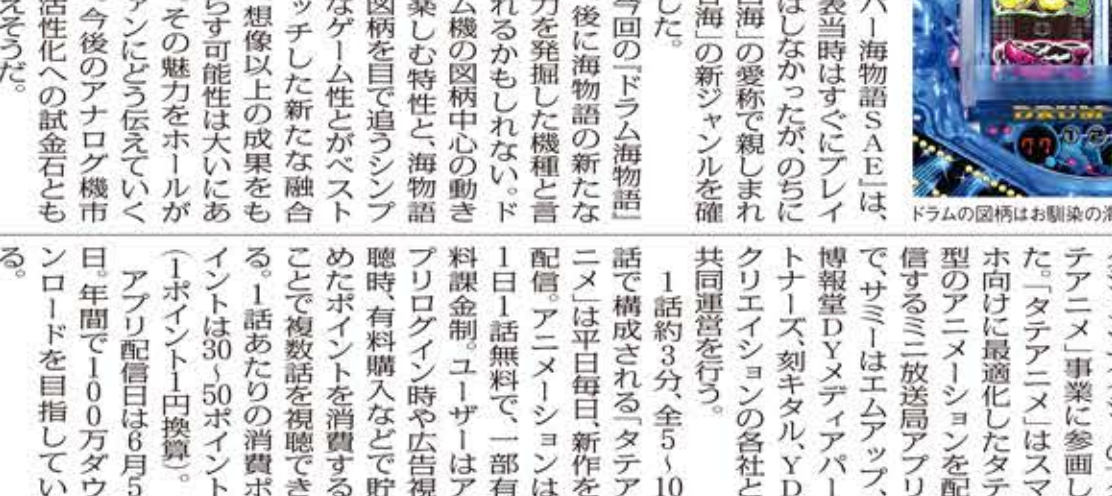 パー海物語ＳＡＥ』は、
表当時はすぐにブレイ
はしなかったが、のちに
海」の愛称で親しまれ
海」の新ジャンルを確
した。
今回の『ドラム海物語』
後に海物語の新たな
力を発掘した機種と言
れるかもしれない。ド
ム機の図柄中心の動き
楽しむ特性と、海物語
図柄を目で追うシンプ
なゲーム性とがベスト
ッチした新たな融合
想像以上の成果をも
らす可能性は大いにあ
その魅力をホールが
ァンにどう伝えていく
今後のアナログ機市
活性化への試金石とも
えそうだ。
DRUM
77
①②
ドラムの図柄はお馴染の海
テアニメ」事業に参画し
た。「タテアニメ」はスマ
ホ向けに最適化したタテ
型のアニメーションを配
信するミニ放送局アプリ
で、サミーはエムアップ、
博報堂ＤＹメディアパー
トナーズ、刻キタル、ＹＤ
クリエイションの各社と
共同運営を行う。
１話約３分、全５～10
話で構成される「タテア
ニメ」は平日毎日、新作を
配信。アニメーションは
１日１話無料で、一部有
料課金制。ユーザーはア
プリログイン時や広告視
聴時、有料購入などで貯
めたポイントを消費する
ことで複数話を視聴でき
る。１話あたりの消費ポ
イントは30～50ポイント
（１ポイント１円換算）。
アプリ配信日は６月５
日。年間で１００万ダウ
ンロードを目指してい
る。